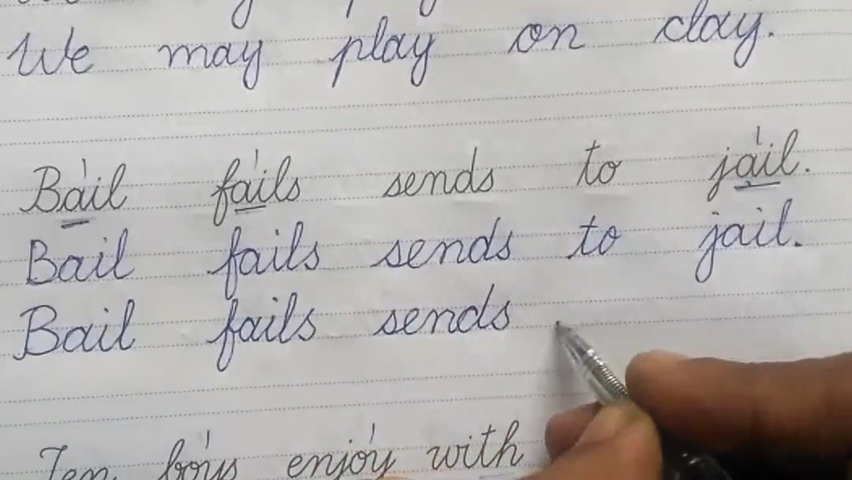 We may play on clay.
Bail fails sends to jail.
Bail fails sends to jail.
Bail fails sends
Ten boys enjoy with